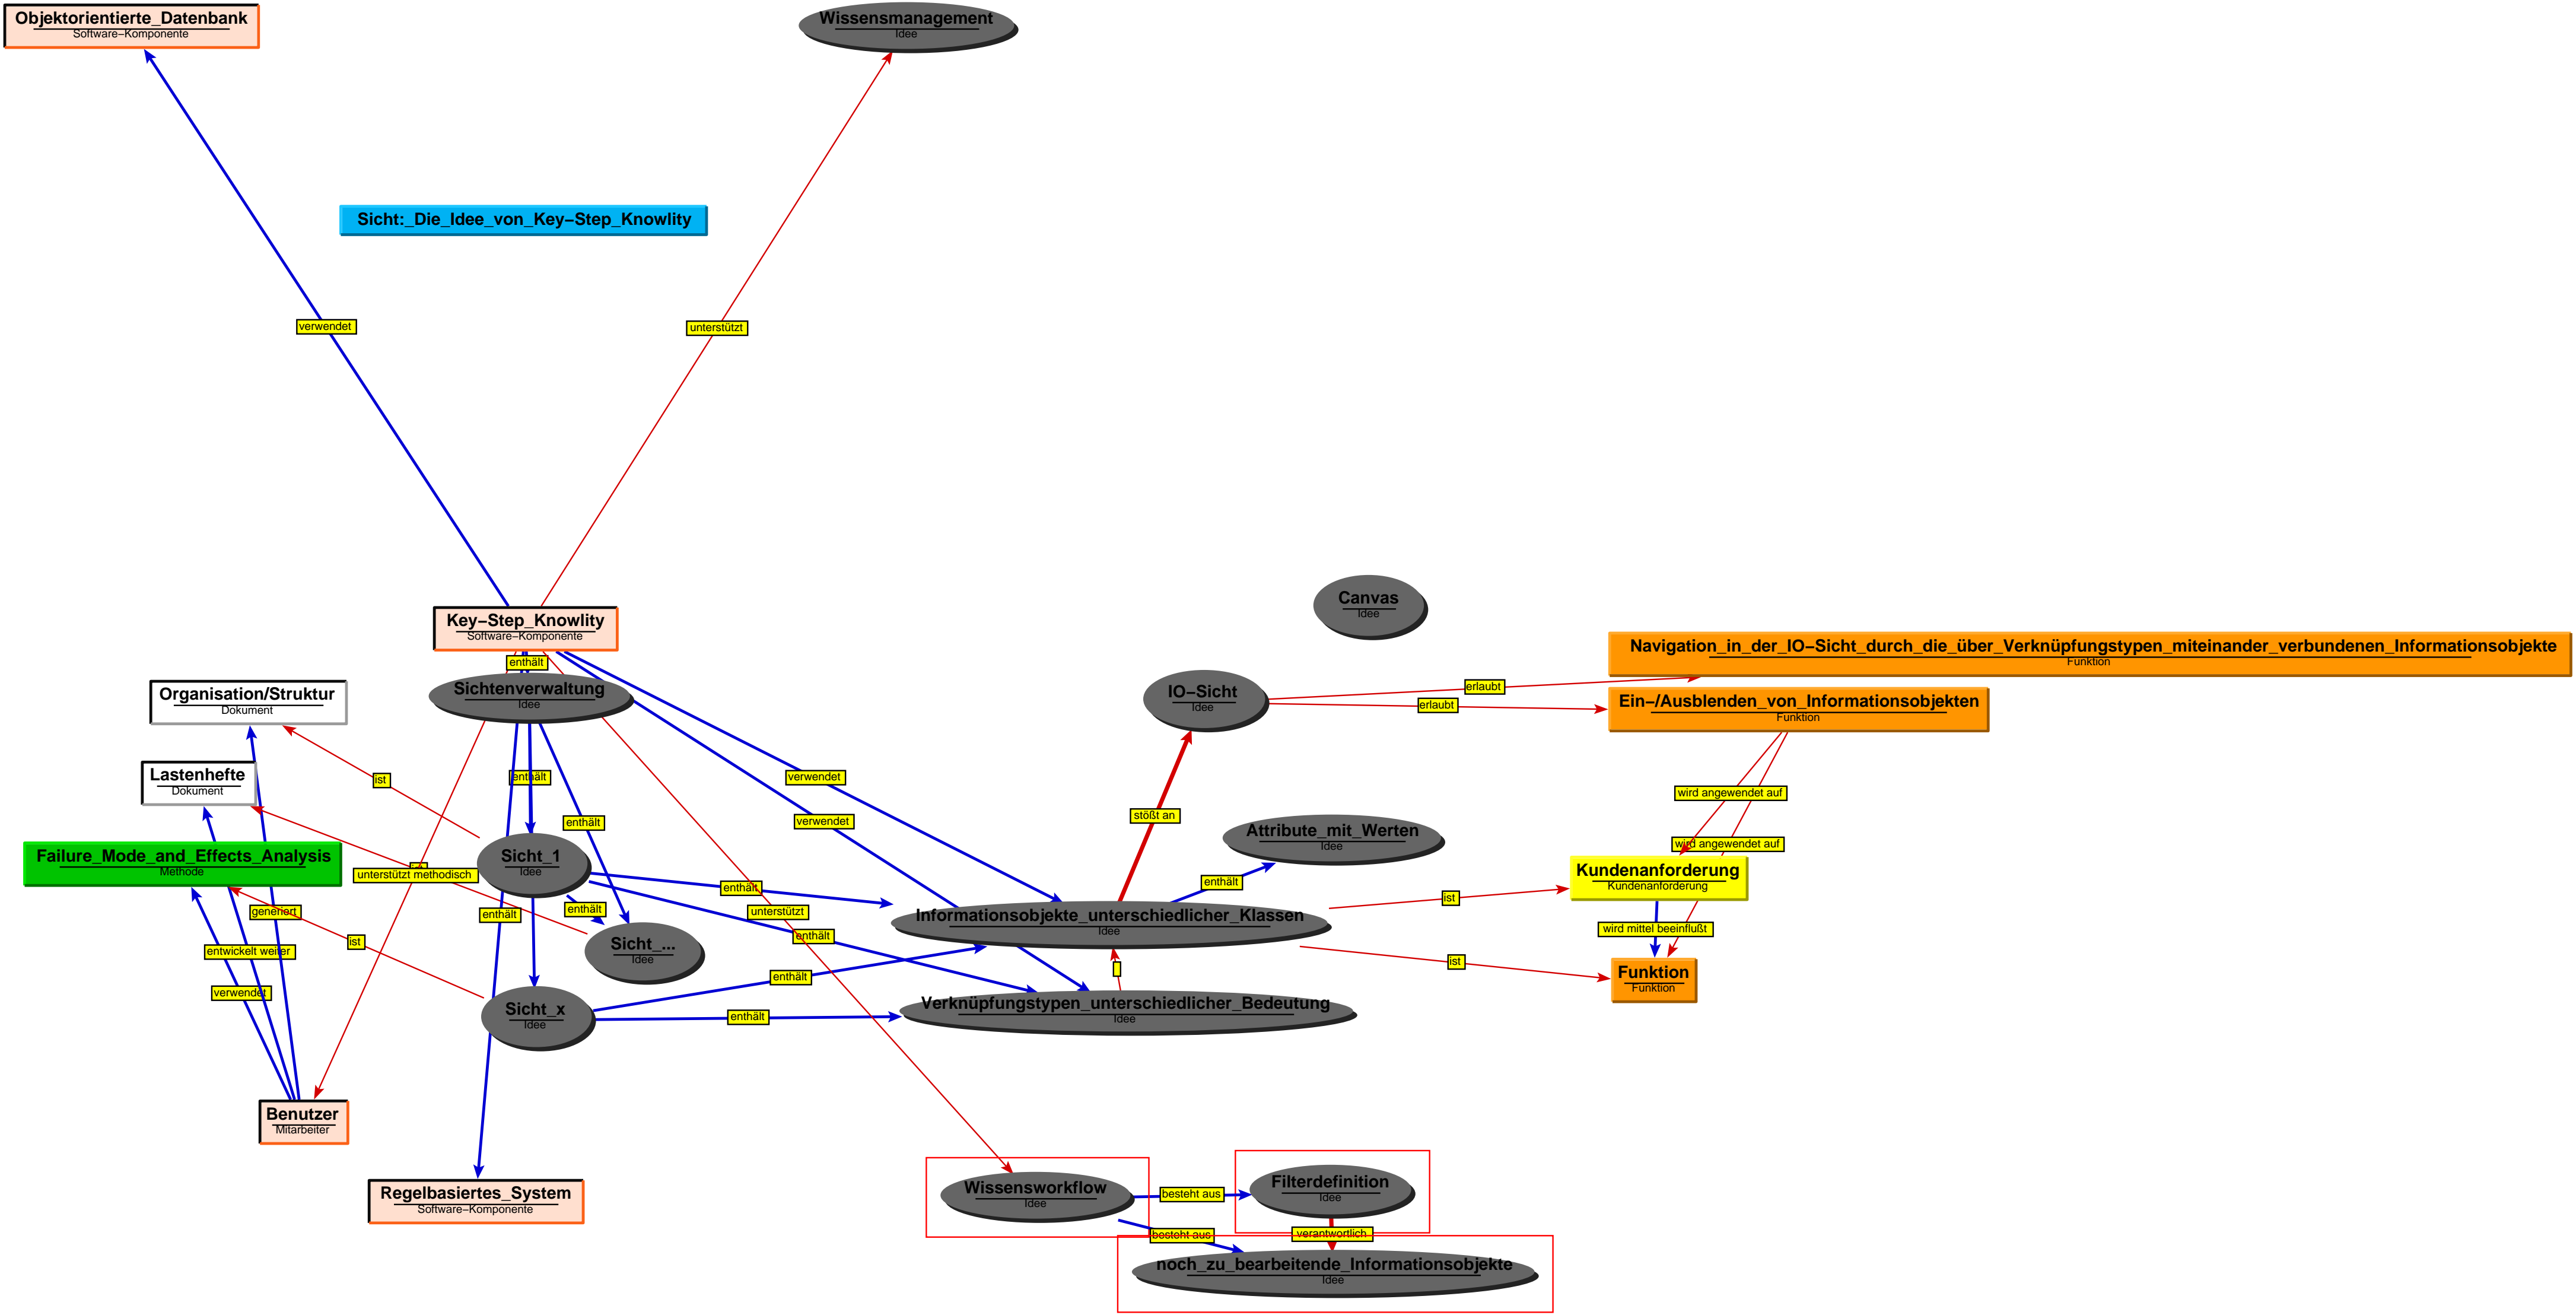 Objektorientierte_Datenbank
Software–Komponente
Wissensmanagement
Idee
Sicht:_Die_Idee_von_Key–Step_Knowlity
verwendet
unterstützt
Canvas
Idee
Key–Step_Knowlity
Software–Komponente
Navigation_in_der_IO–Sicht_durch_die_über_Verknüpfungstypen_miteinander_verbundenen_Informationsobjekte
Funktion
enthält
Sichtenverwaltung
Idee
Organisation/Struktur
Dokument
IO–Sicht
Idee
erlaubt
erlaubt
Ein–/Ausblenden_von_Informationsobjekten
Funktion
Lastenhefte
Dokument
ist
enthält
verwendet
wird angewendet auf
enthält
verwendet
stößt an
Attribute_mit_Werten
Idee
wird angewendet auf
Failure_Mode_and_Effects_Analysis
Methode
unterstützt methodisch
Sicht_1
Idee
enthält
enthält
Kundenanforderung
Kundenanforderung
ist
generiert
enthält
enthält
unterstützt
Informationsobjekte_unterschiedlicher_Klassen
Idee
wird mittel beeinflußt
entwickelt weiter
ist
Sicht_...
Idee
enthält
ist
Funktion
Funktion
verwendet
enthält
Sicht_x
Idee
enthält
Verknüpfungstypen_unterschiedlicher_Bedeutung
Idee
Benutzer
Mitarbeiter
Regelbasiertes_System
Software–Komponente
Wissensworkflow
Idee
besteht aus
Filterdefinition
Idee
besteht aus
verantwortlich
noch_zu_bearbeitende_Informationsobjekte
Idee